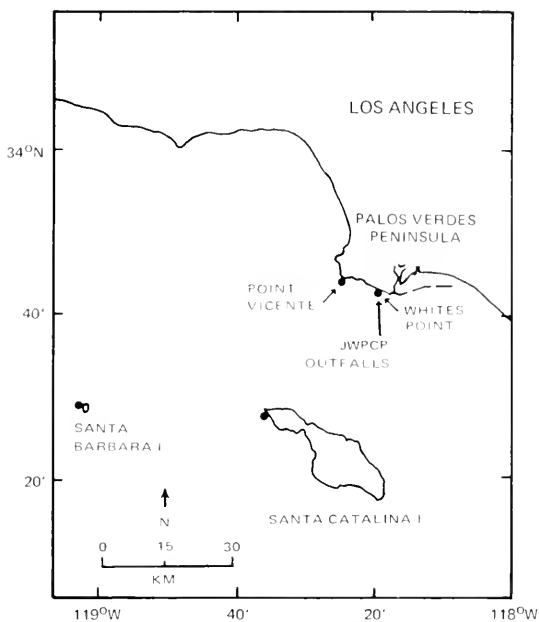 LOS ANGELES
34°N
PALOS VERDES
PENINSULA
POINT
VICENTE
40'
WHITES
POINT
JWPCP
OUTFALLS
SANTA
BARBARA I
20'
N
SANTA CATALINA I
0 15 30
KM
119°W 40' 20' 118°W